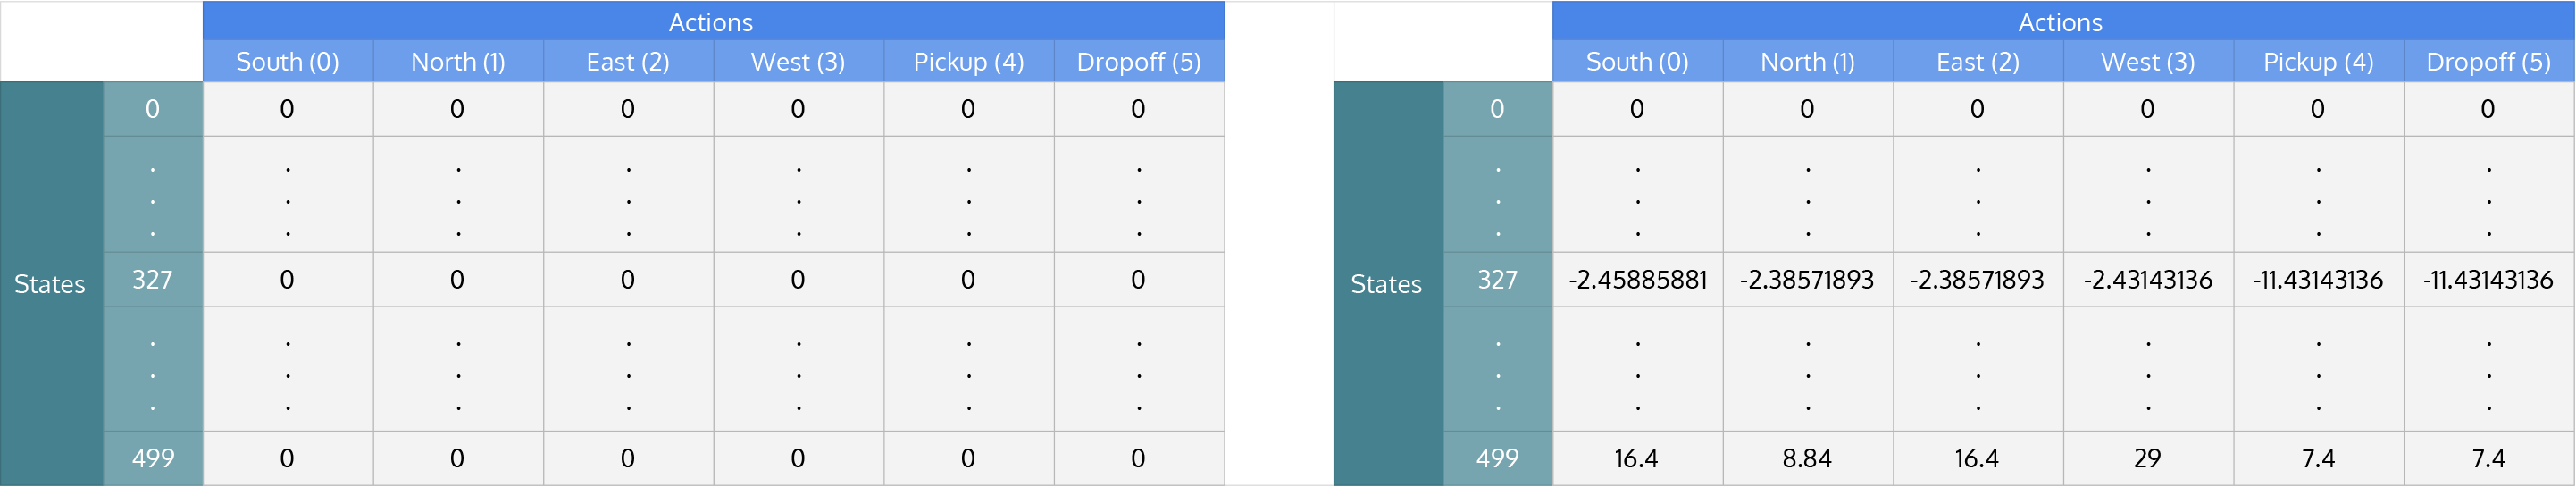 Actions
South (0) North (1) East (2) West (3) Pickup (4) Dropoff (5)
0 0 0 0 0 0 0
. . . . . . .
. . . . . . .
. . . . . . .
States 327 0 0 0 0 0 0
. . . . . . .
. . . . . . .
. . . . . . .
499 0 0 0 0 0 0
Actions
South (0) North (1) East (2) West (3) Pickup (4) Dropoff (5)
0 0 0 0 0 0 0
. . . . . . .
. . . . . . .
. . . . . . .
States 327 -2.45885881 -2.38571893 -2.38571893 -2.43143136 -11.43143136 -11.43143136
. . . . . . .
. . . . . . .
. . . . . . .
499 16.4 8.84 16.4 29 7.4 7.4